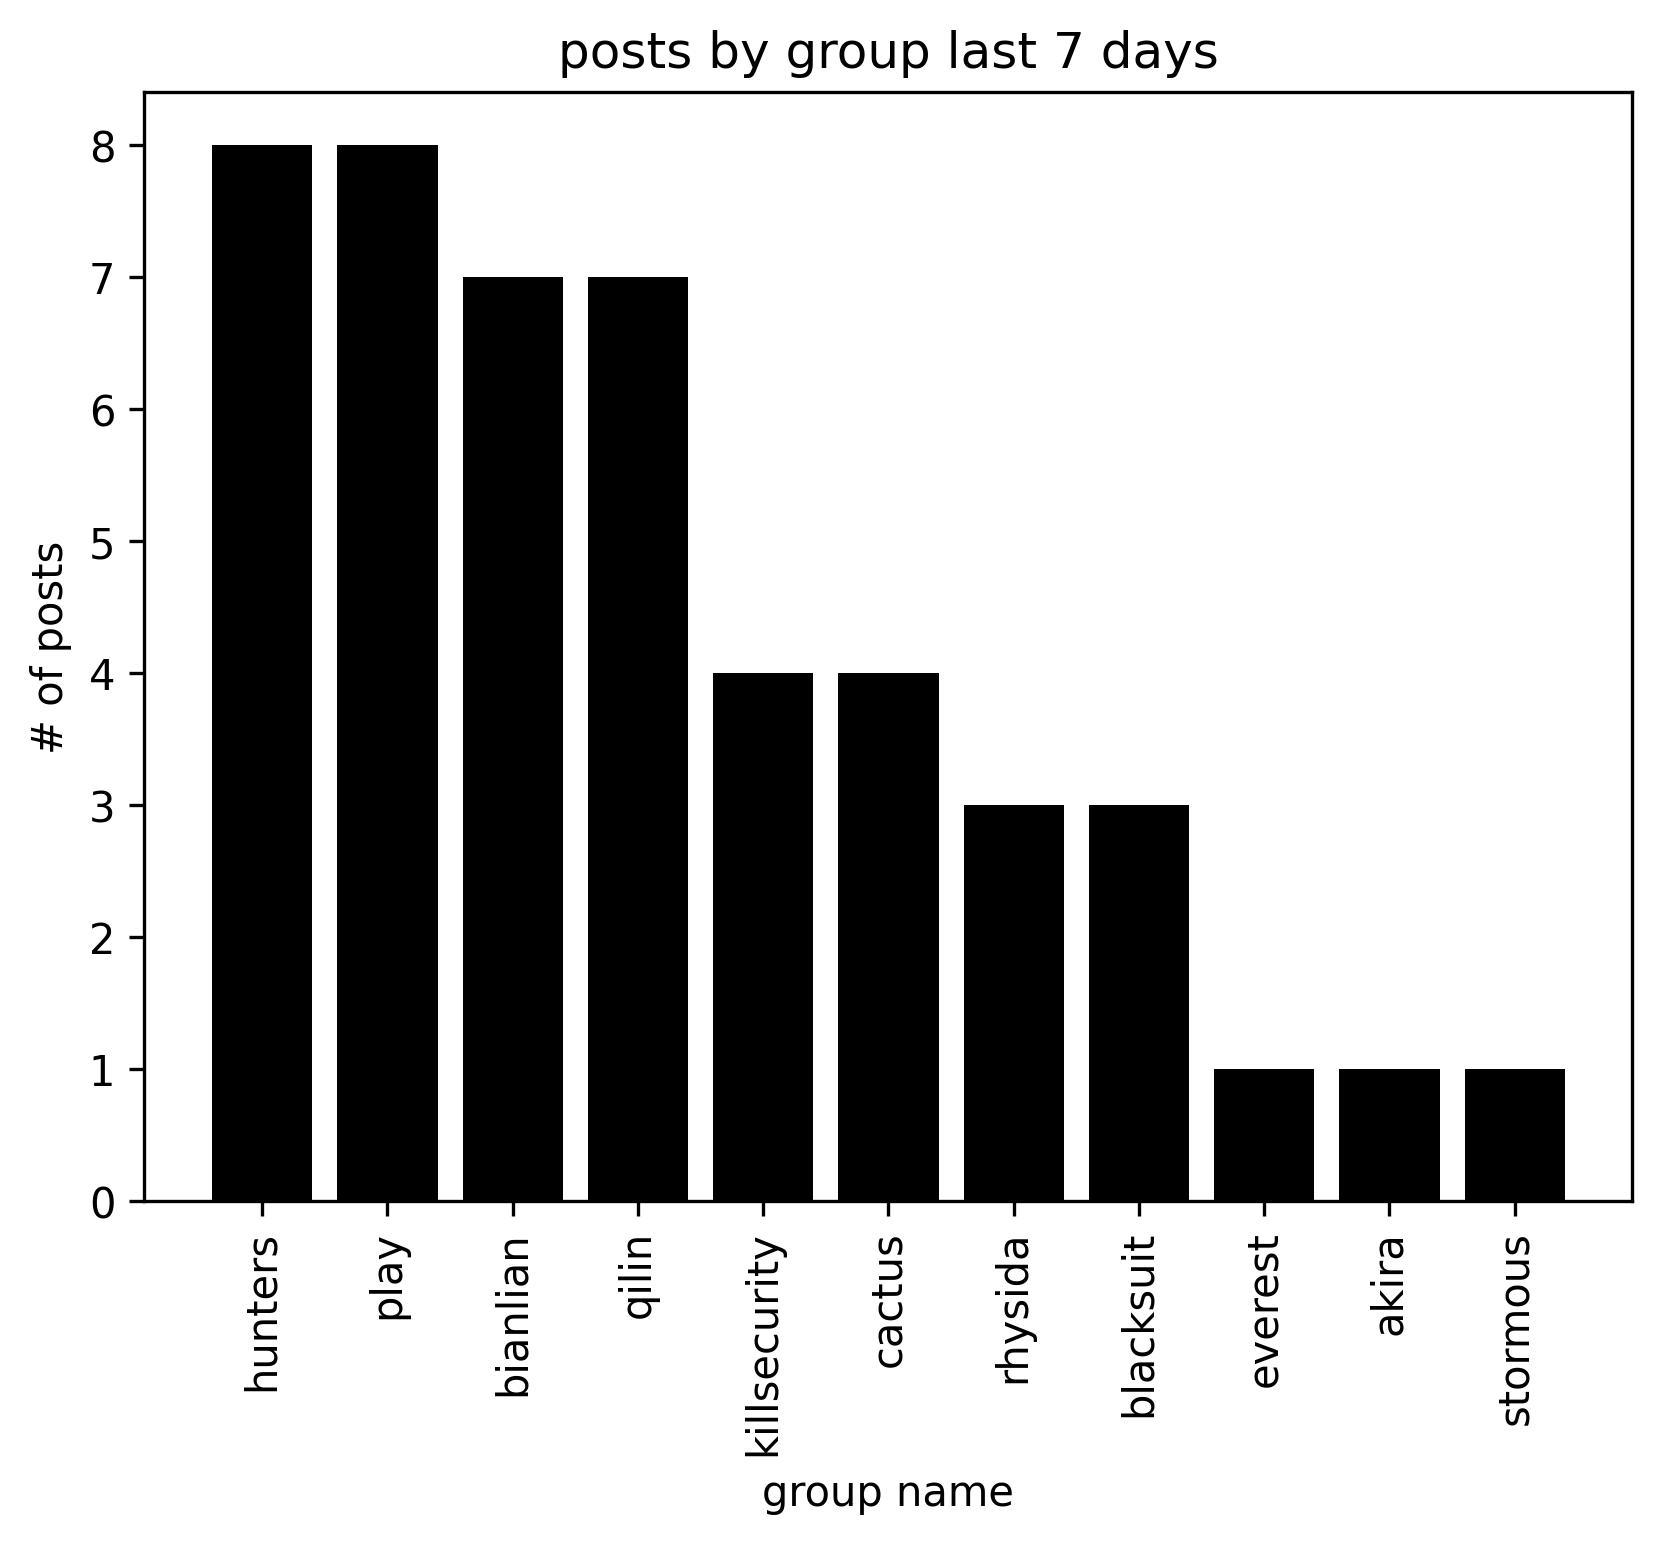 posts by group last 7 days
8
7
6
5
4
3
2
1
0
# of posts
hunters
play
bianlian
qilin
killsecurity
cactus
rhysida
blacksuit
everest
akira
stormous
group name